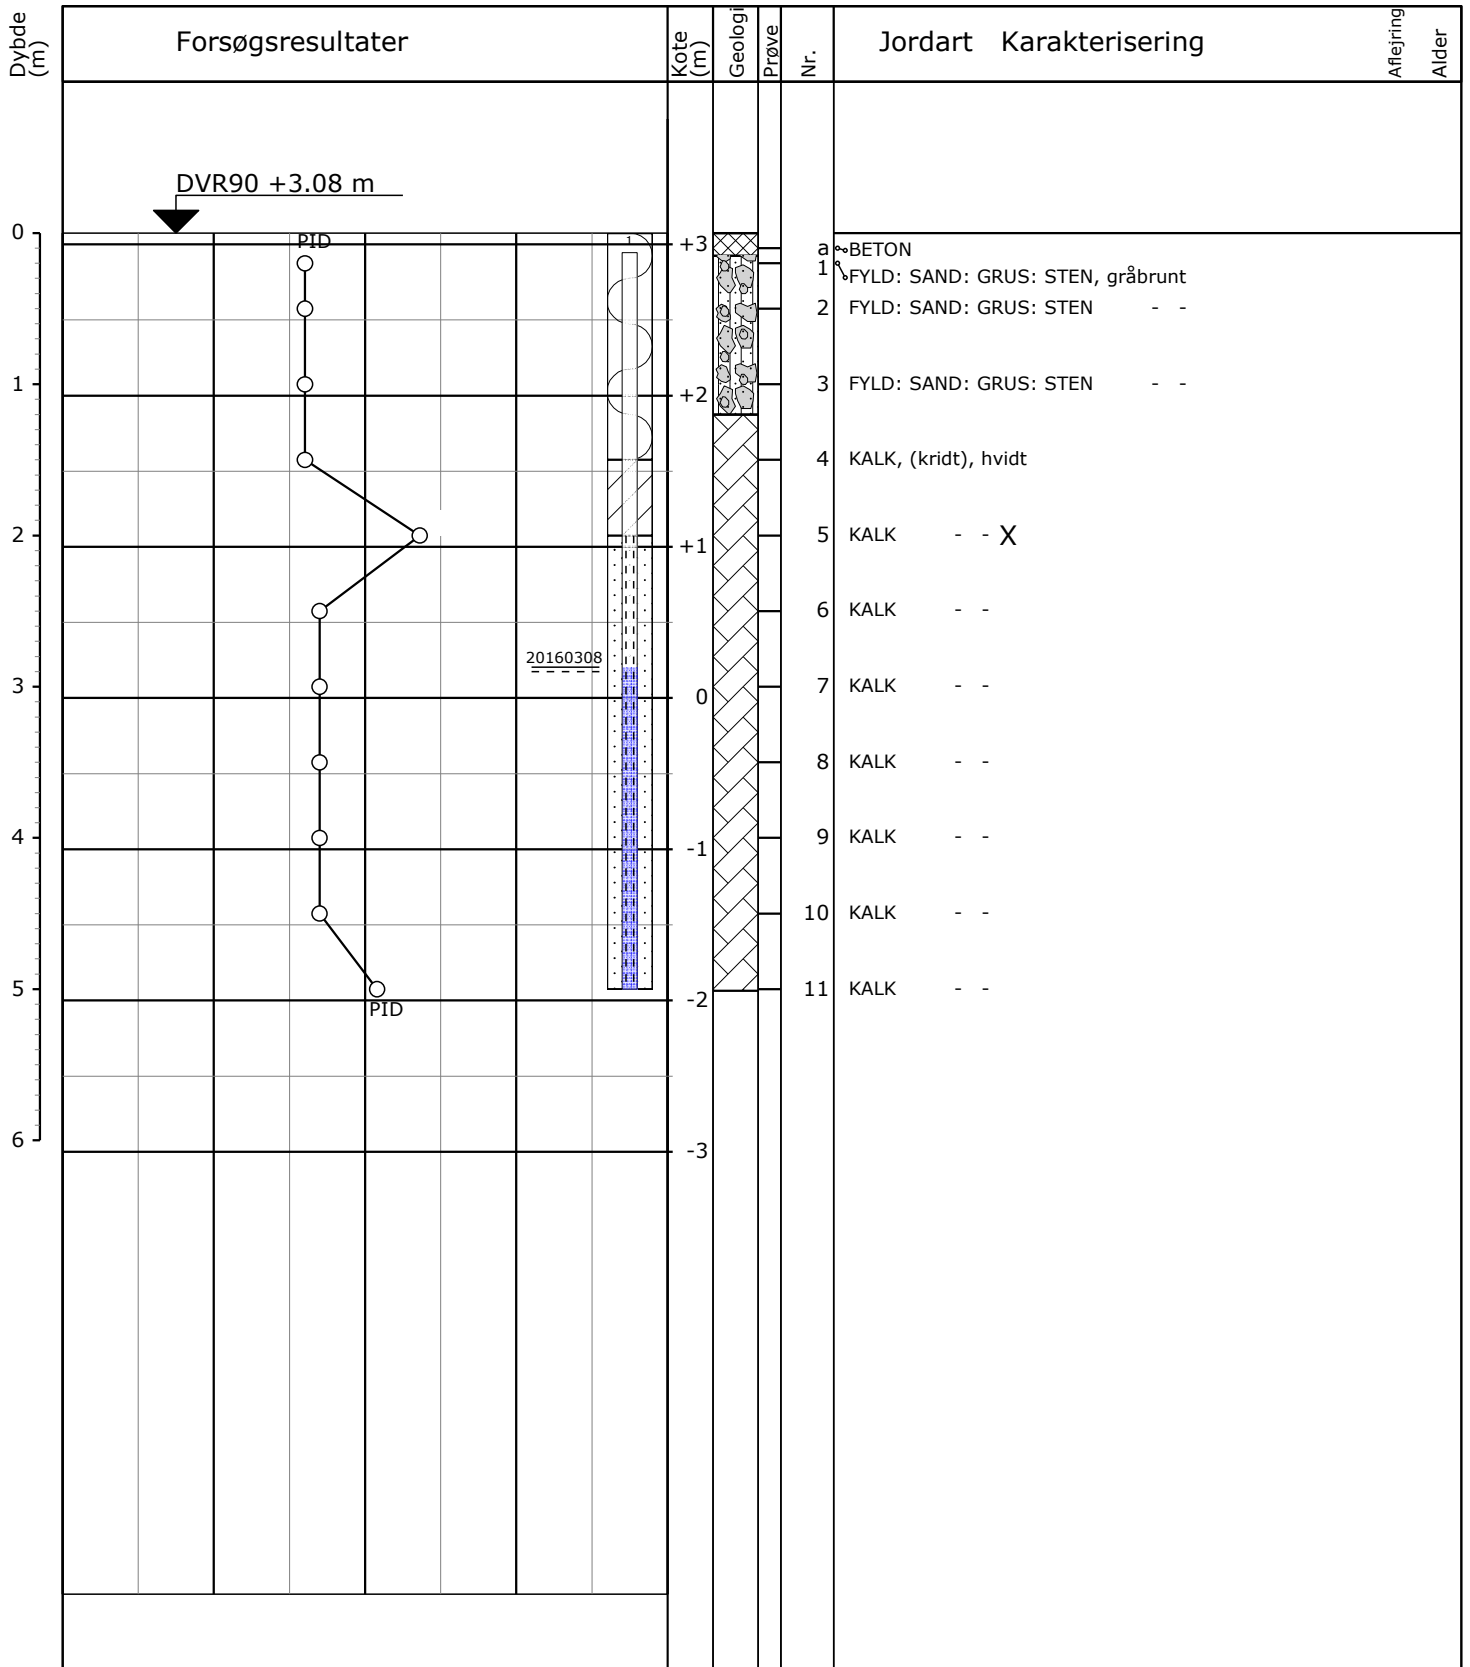 Dybde (m)
Forsøgsresultater
Kote (m)
Geologi
Prøve
Nr.
Jordart Karakterisering
Aflejring
Alder
DVR90 +3.08 m
0
PID
1
+3
a BETON
1 FYLD: SAND: GRUS: STEN, gråbrunt
2 FYLD: SAND: GRUS: STEN - -
1
+2
3 FYLD: SAND: GRUS: STEN - -
4 KALK, (kridt), hvidt
2
+1
5 KALK - - X
6 KALK - -
20160308
3
0
7 KALK - -
8 KALK - -
4
-1
9 KALK - -
10 KALK - -
5
-2
11 KALK - -
PID
6
-3